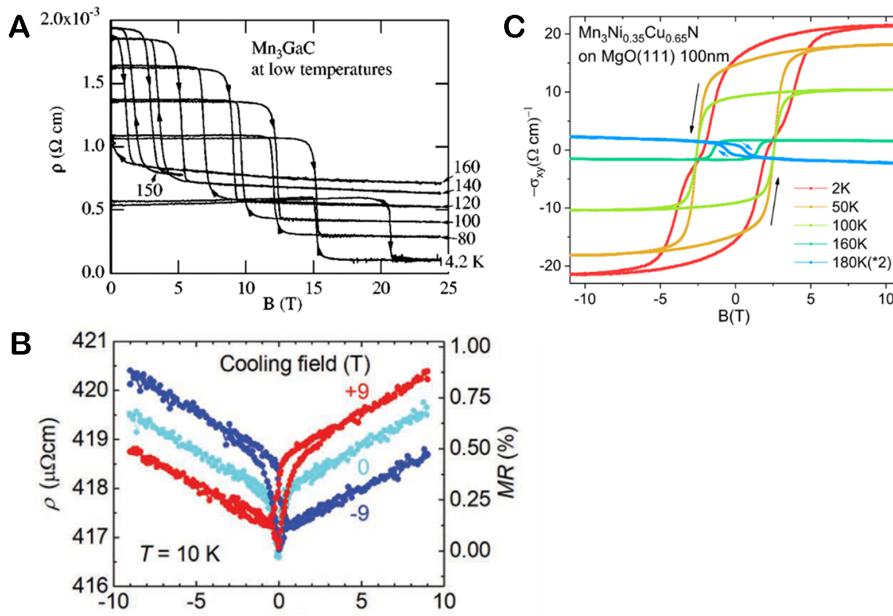 A
2.0×10⁻³
1.5
1.0
0.5
0.0
ρ (Ω cm)
Mn₃GaC
at low temperatures
150
160
140
120
100
80
4.2 K
0
5
10
15
20
25
B (T)
C
20
10
0
-10
-20
−σxy(Ω cm)⁻¹
Mn₃Ni₀.₃₅Cu₀.₆₅N
on MgO(111) 100nm
2K
50K
100K
160K
180K(*2)
-10
-5
0
5
10
B(T)
B
421
420
419
418
417
416
ρ (μΩcm)
Cooling field (T)
+9
0
-9
T = 10 K
1.00
0.75
0.50
0.25
0.00
MR (%)
-10
-5
0
5
10